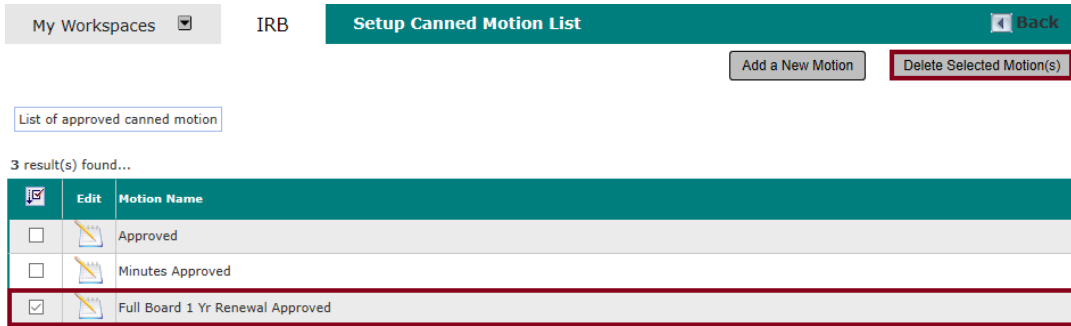 My Workspaces IRB Setup Canned Motion List Back
Add a New Motion Delete Selected Motion(s)
List of approved canned motion
3 result(s) found...
Edit Motion Name
Approved
Minutes Approved
Full Board 1 Yr Renewal Approved